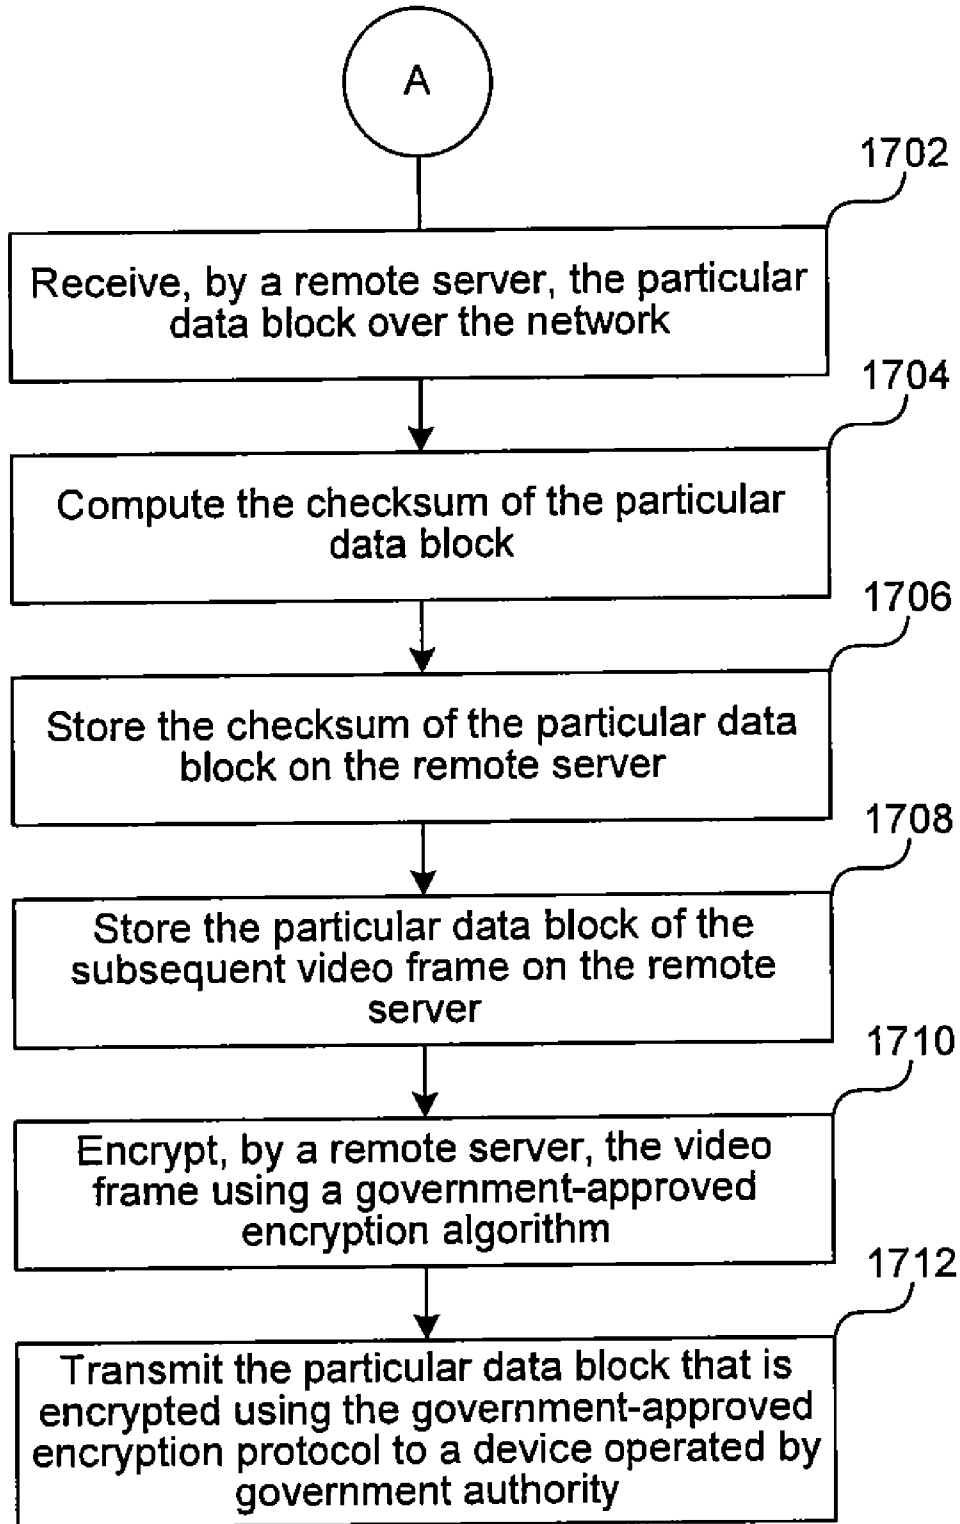 A
1702
Receive, by a remote server, the particular
data block over the network
1704
Compute the checksum of the particular
data block
1706
Store the checksum of the particular data
block on the remote server
1708
Store the particular data block of the
subsequent video frame on the remote
server
1710
Encrypt, by a remote server, the video
frame using a government-approved
encryption algorithm
1712
Transmit the particular data block that is
encrypted using the government-approved
encryption protocol to a device operated by
government authority